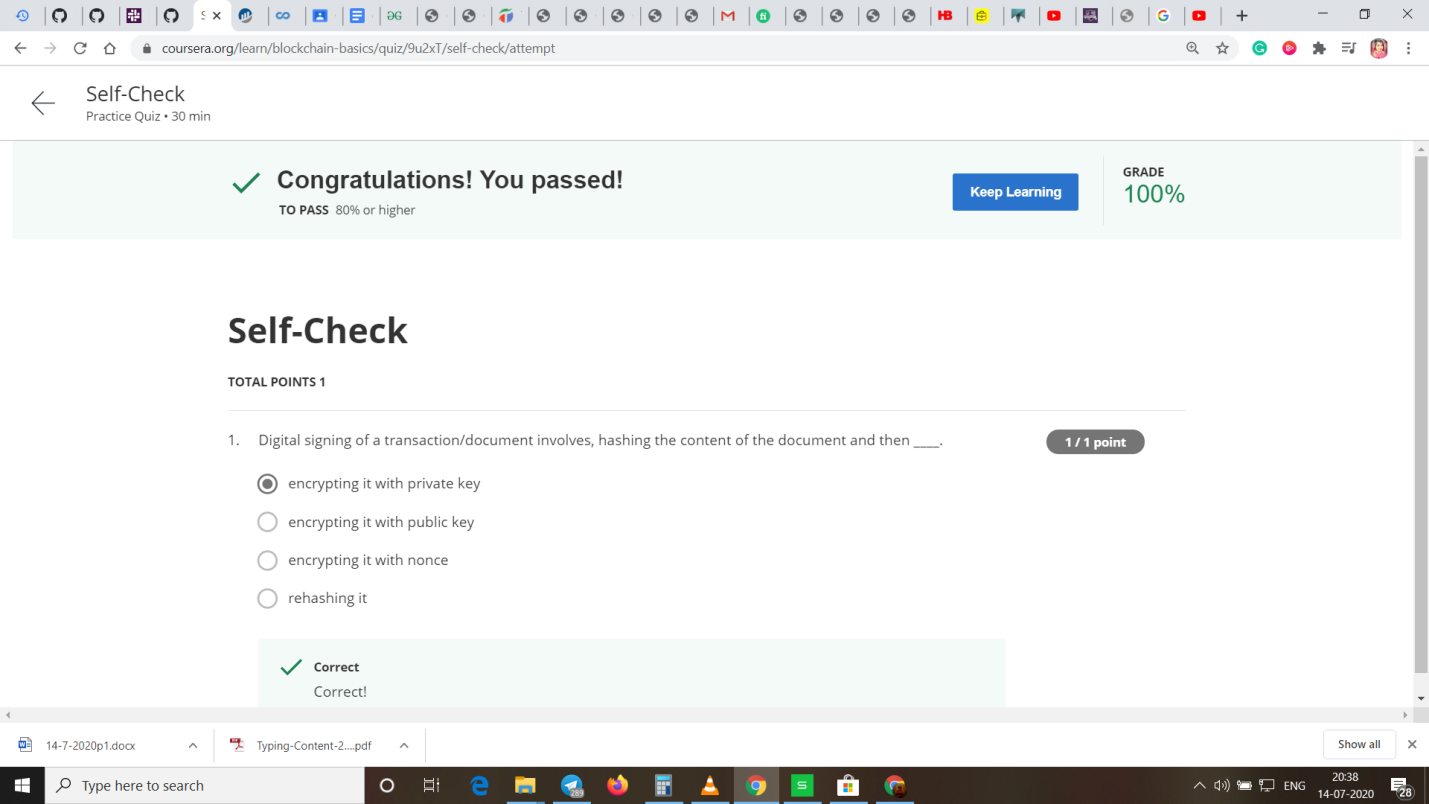 S
HB
coursera.org/learn/blockchain-basics/quiz/9u2xT/self-check/attempt
Self-Check
Practice Quiz • 30 min
Congratulations! You passed!
TO PASS 80% or higher
Keep Learning
GRADE
100%
Self-Check
TOTAL POINTS 1
1. Digital signing of a transaction/document involves, hashing the content of the document and then ____.
1 / 1 point
encrypting it with private key
encrypting it with public key
encrypting it with nonce
rehashing it
Correct
Correct!
14-7-2020p1.docx
Typing-Content-2....pdf
Show all
Type here to search
289
S
ENG
20:38
14-07-2020
28